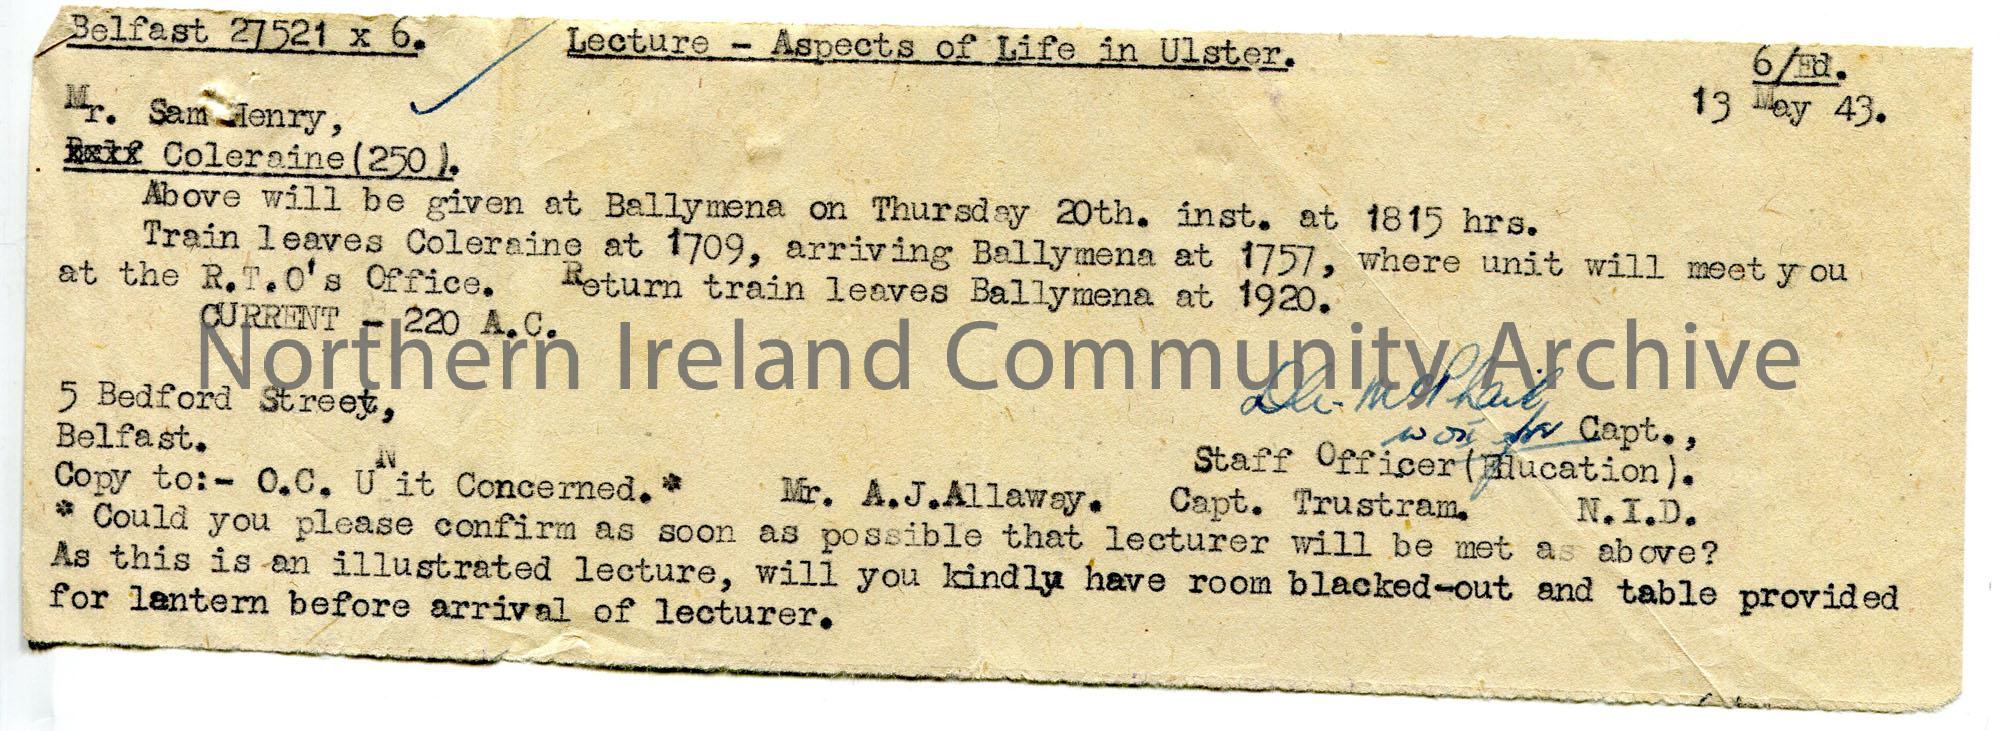 Belfast 27521 x 6. Lecture - Aspects of Life in Ulster. 6/Ed.
13 May 43.
Mr. Sam Henry,
Coleraine(250).
Above will be given at Ballymena on Thursday 20th. inst. at 1815 hrs.
Train leaves Coleraine at 1709, arriving Ballymena at 1757, where unit will meet you
at the R.T.O's Office. Return train leaves Ballymena at 1920.
CURRENT - 220 A.C.
Northern Ireland Community Archive
5 Bedford Street,
Belfast.
Capt.,
Staff Officer(Education).
Copy to:- O.C. UNit Concerned.* Mr. A.J.Allaway. Capt. Trustram. N.I.D.
* Could you please confirm as soon as possible that lecturer will be met as above?
As this is an illustrated lecture, will you kindly have room blacked-out and table provided
for lantern before arrival of lecturer.